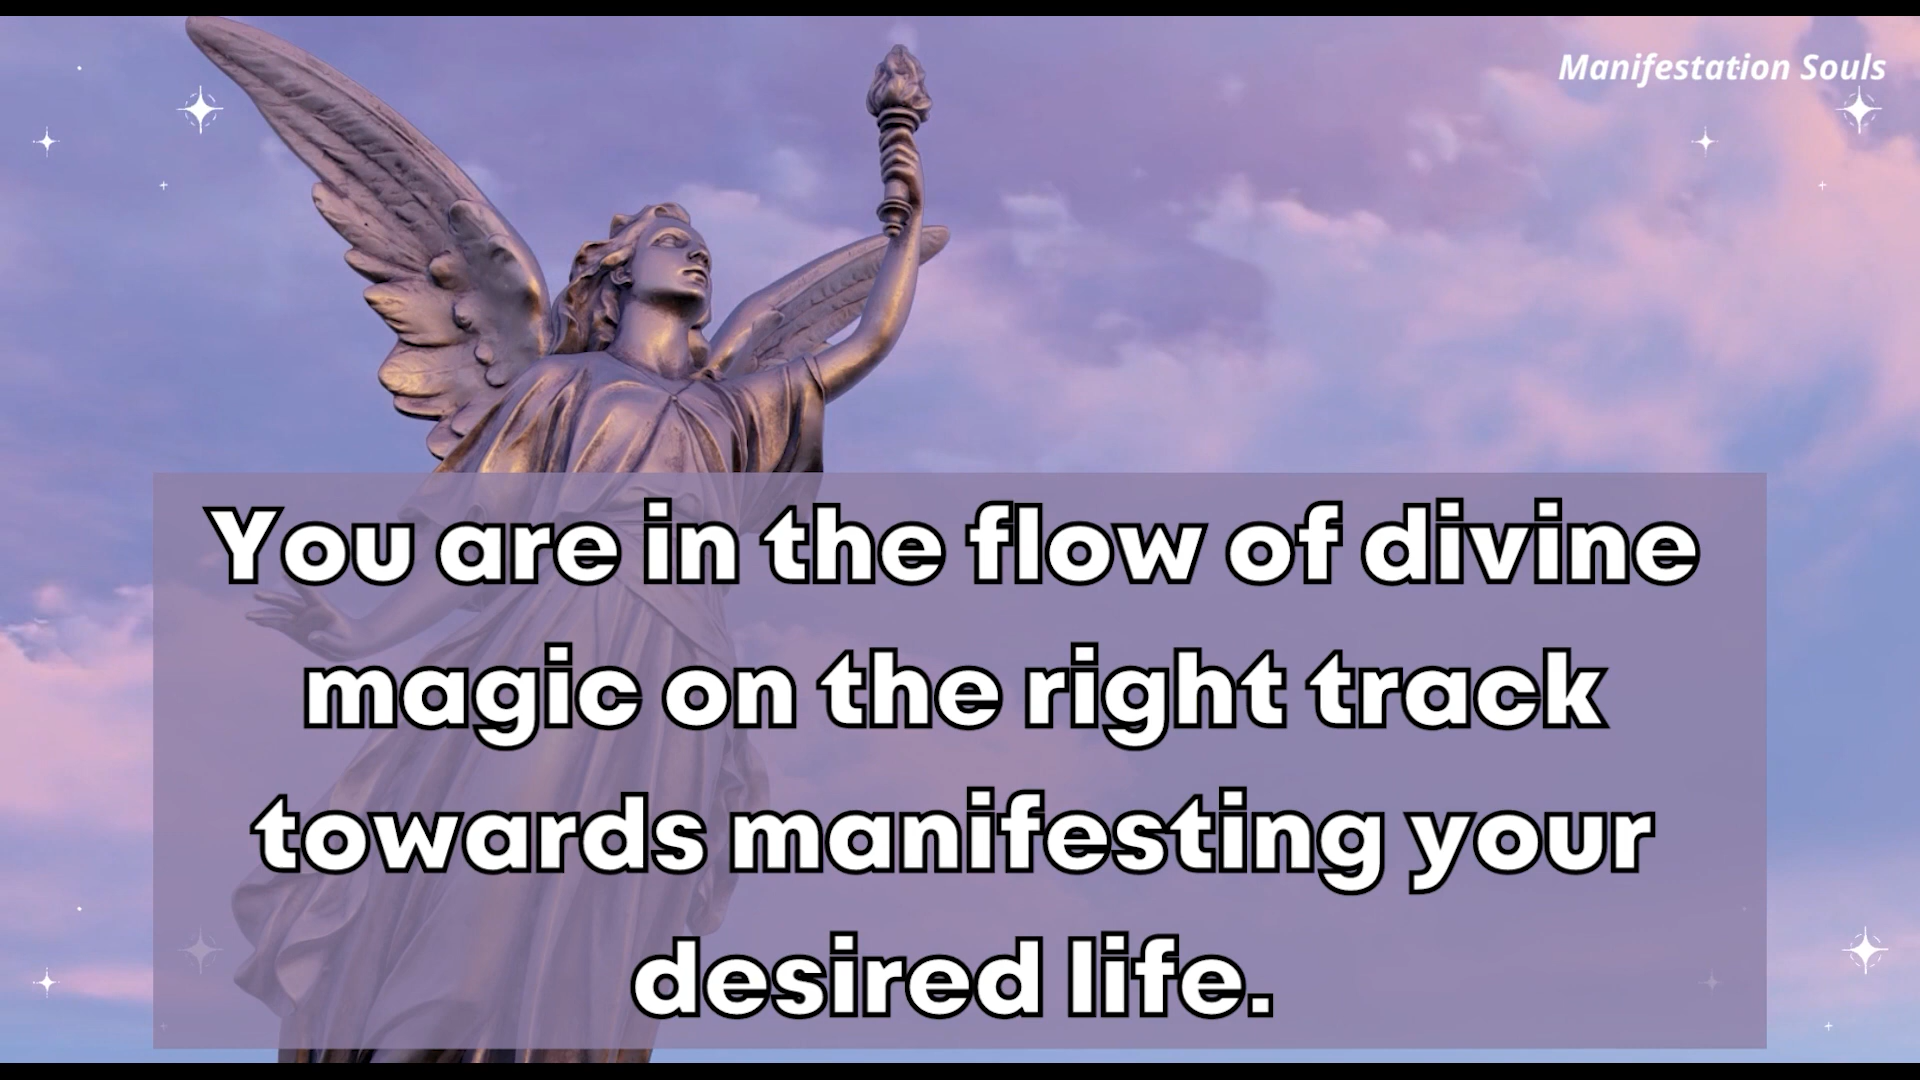 Manifestation Souls
You are in the flow of divine
magic on the right track
towards manifesting your
desired life.